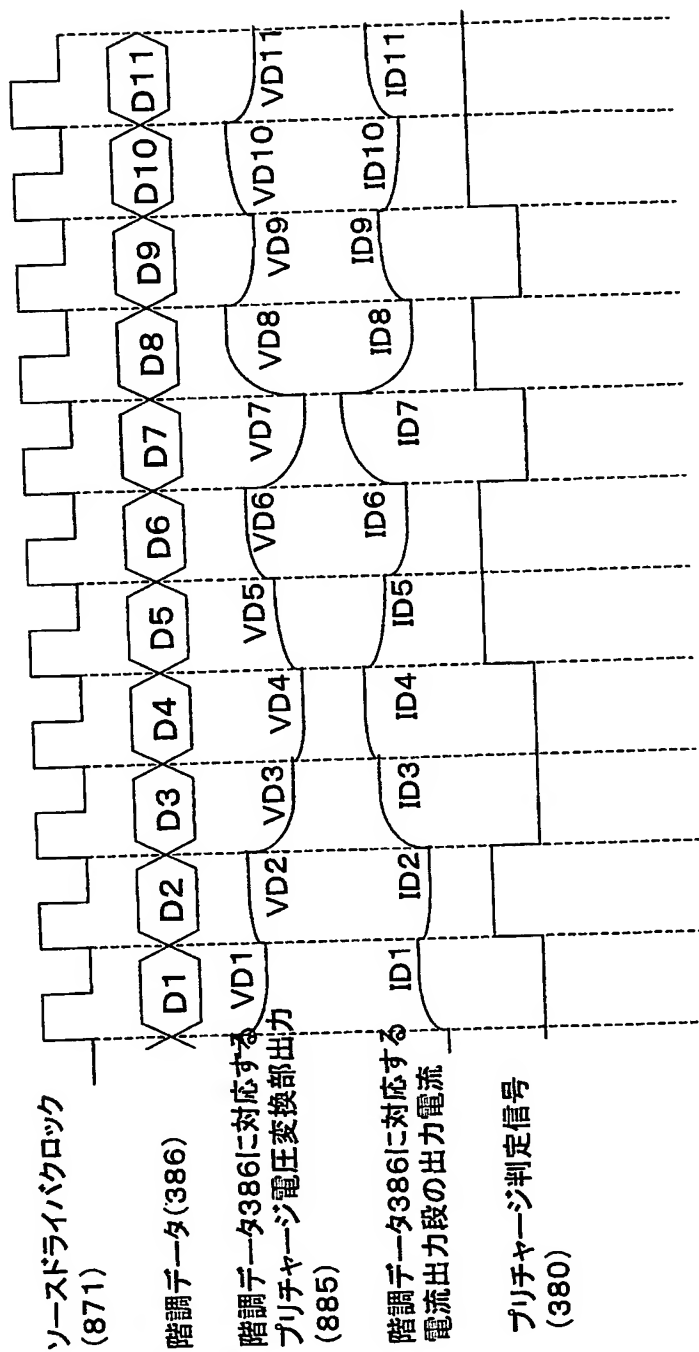 ソースドライバクロック
(871)
階調データ(386)
D1 D2 D3 D4 D5 D6 D7 D8 D9 D10 D11
階調データ386に対応する
プリチャージ電圧変換部出力
(885)
VD1 VD2 VD3 VD4 VD5 VD6 VD7 VD8 VD9 VD10 VD11
階調データ386に対応する
電流出力段の出力電流
ID1 ID2 ID3 ID4 ID5 ID6 ID7 ID8 ID9 ID10 ID11
プリチャージ判定信号
(380)